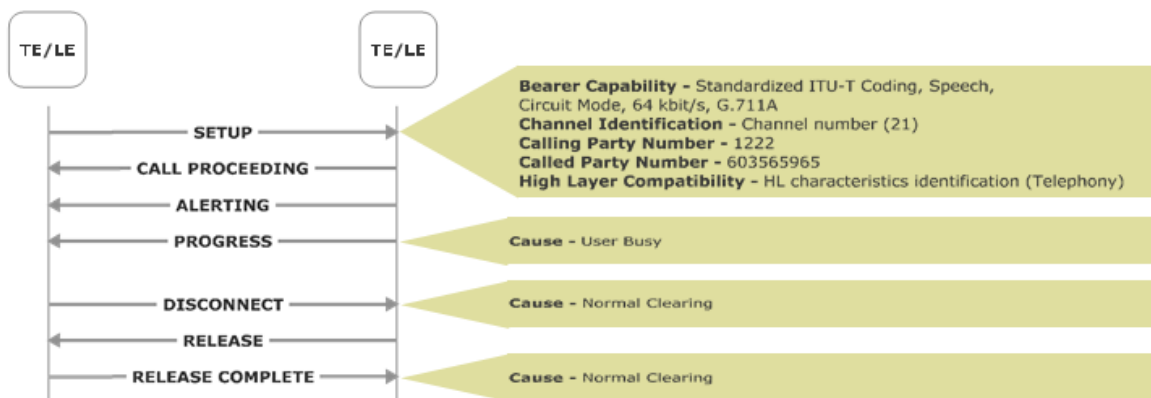 TE/LE
TE/LE
SETUP
Bearer Capability - Standardized ITU-T Coding, Speech,
Circuit Mode, 64 kbit/s, G.711A
Channel Identification - Channel number (21)
Calling Party Number - 1222
Called Party Number - 603565965
High Layer Compatibility - HL characteristics identification (Telephony)
CALL PROCEEDING
ALERTING
PROGRESS
Cause - User Busy
DISCONNECT
Cause - Normal Clearing
RELEASE
RELEASE COMPLETE
Cause - Normal Clearing